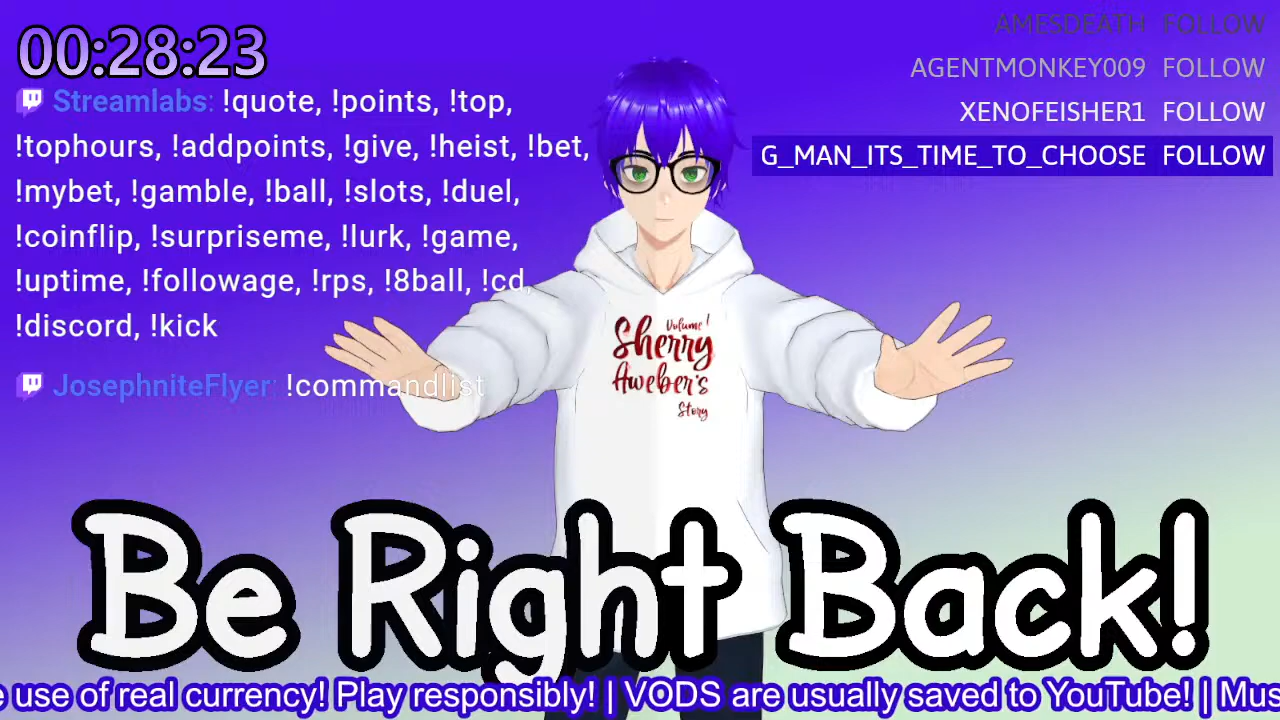 00:28:23
Streamlabs: !quote, !points, !top,
!tophours, !addpoints, !give, !heist, !bet,
!mybet, !gamble, !ball, !slots, !duel,
!coinflip, !surpriseme, !lurk, !game,
!uptime, !followage, !rps, !8ball, !cd,
!discord, !kick
JosephniteFlyer: !commandlist
AMESDEATH FOLLOW
AGENTMONKEY009 FOLLOW
XENOFEISHER1 FOLLOW
G_MAN_ITS_TIME_TO_CHOOSE FOLLOW
Volume 1
Sherry
Aweber's
Story
Be Right Back!
e use of real currency! Play responsibly! | VODS are usually saved to YouTube! | Mus